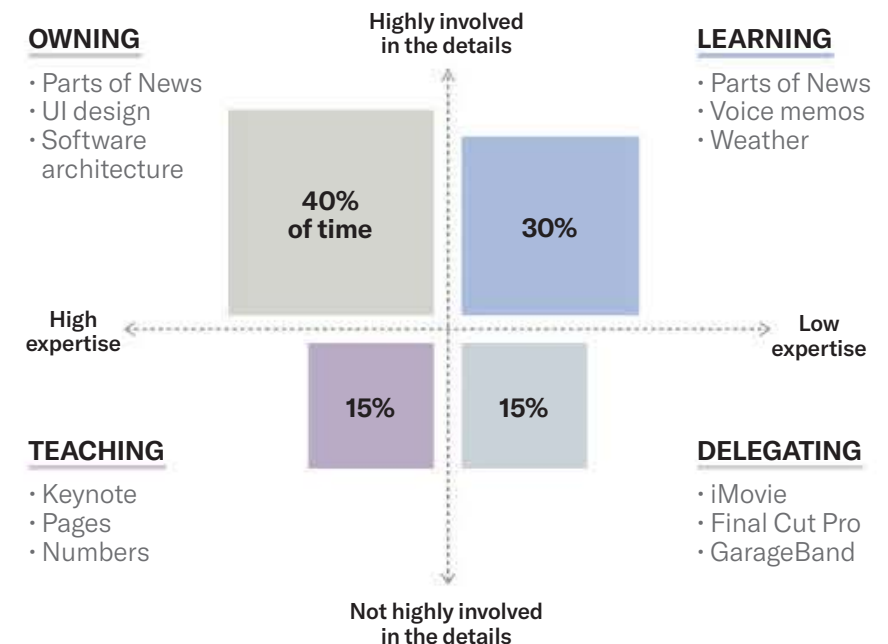 Highly involved
in the details
OWNING
· Parts of News
· UI design
· Software
architecture
LEARNING
· Parts of News
· Voice memos
· Weather
40%
of time
30%
High
expertise
Low
expertise
15%
15%
TEACHING
· Keynote
· Pages
· Numbers
DELEGATING
· iMovie
· Final Cut Pro
· GarageBand
Not highly involved
in the details